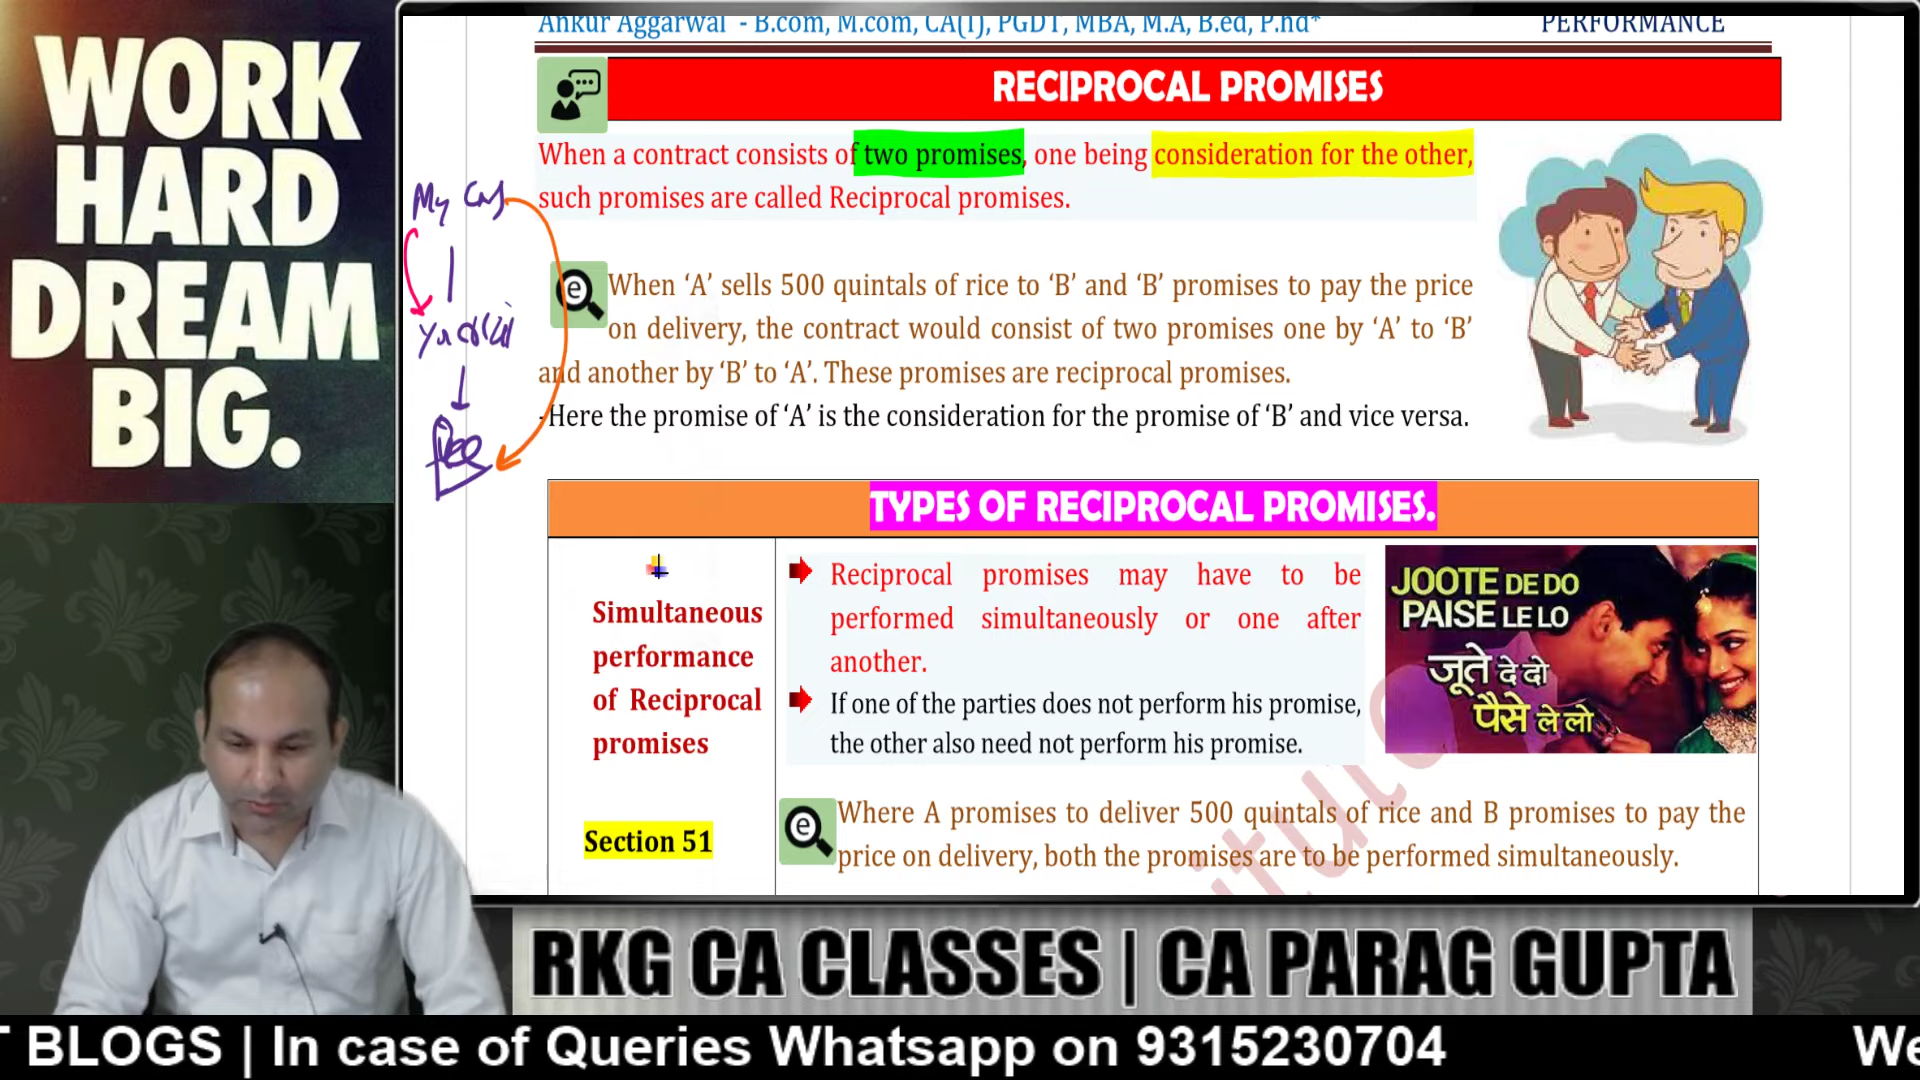 WORK
HARD
DREAM
BIG.
Ankur Aggarwal - B.com, M.com, CA(I), PGDT, MBA, M.A, B.ed, P.hd* PERFORMANCE
RECIPROCAL PROMISES
When a contract consists of two promises, one being consideration for the other,
such promises are called Reciprocal promises.
My
When ‘A’ sells 500 quintals of rice to ‘B’ and ‘B’ promises to pay the price
on delivery, the contract would consist of two promises one by ‘A’ to ‘B’
and another by ‘B’ to ‘A’. These promises are reciprocal promises.
-Here the promise of ‘A’ is the consideration for the promise of ‘B’ and vice versa.
TYPES OF RECIPROCAL PROMISES.
Simultaneous
performance
of Reciprocal
promises
Section 51
Reciprocal promises may have to be
performed simultaneously or one after
another.
If one of the parties does not perform his promise,
the other also need not perform his promise.
JOOTE DE DO
PAISE LE LO
जूते दे दो
पैसे ले लो
e Where A promises to deliver 500 quintals of rice and B promises to pay the
price on delivery, both the promises are to be performed simultaneously.
RKG CA CLASSES | CA PARAG GUPTA
T BLOGS | In case of Queries Whatsapp on 9315230704 We